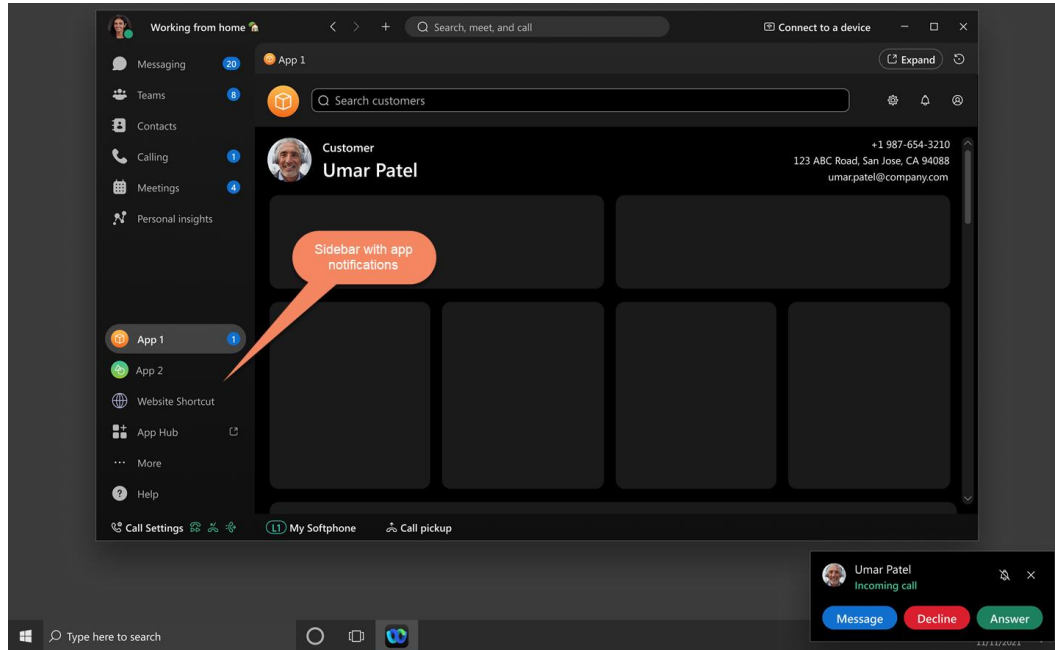 Working from home
Search, meet, and call
Connect to a device
Messaging 20
App 1
Expand
Teams 8
Search customers
Contacts
Calling 1
Customer
Umar Patel
+1 987-654-3210
123 ABC Road, San Jose, CA 94088
umar.patel@company.com
Meetings 4
Personal insights
Sidebar with app
notifications
App 1 1
App 2
Website Shortcut
App Hub
More
Help
Call Settings
L1 My Softphone
Call pickup
Umar Patel
Incoming call
Message
Decline
Answer
Type here to search
11/11/2021